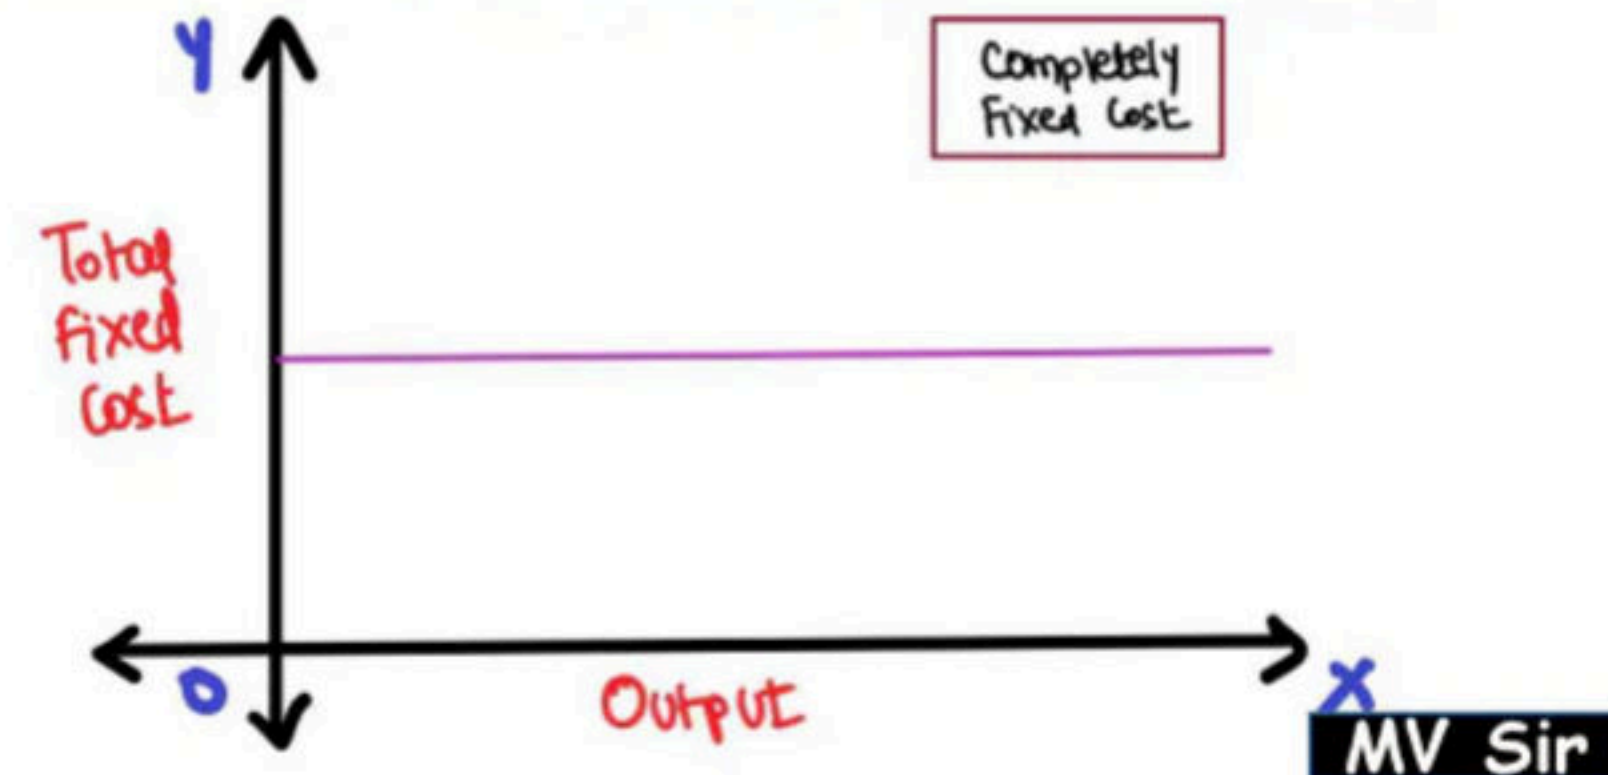 Y
Completely
Fixed Cost
Total
Fixed
Cost
O
Output
X
MV Sir